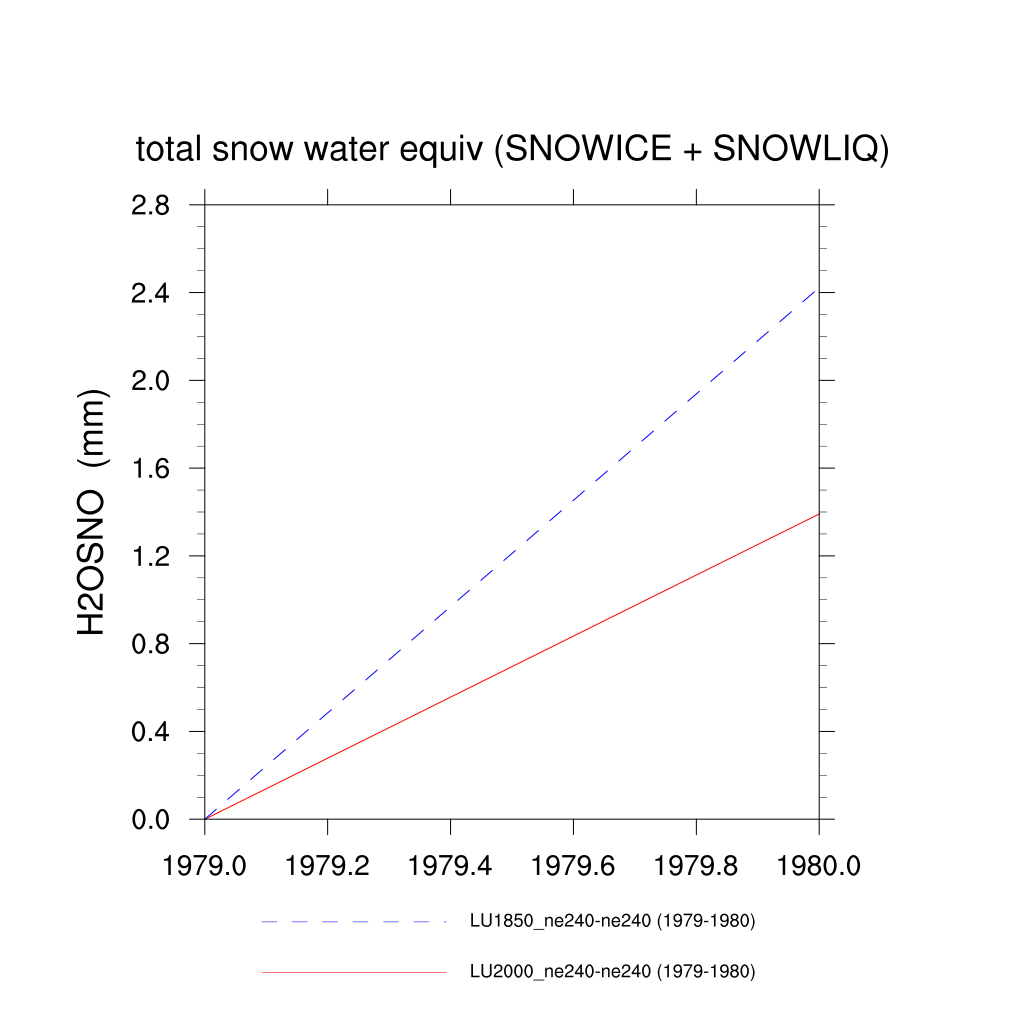 total snow water equiv (SNOWICE + SNOWLIQ)
H2OSNO (mm)
2.8
2.4
2.0
1.6
1.2
0.8
0.4
0.0
1979.0 1979.2 1979.4 1979.6 1979.8 1980.0
LU1850_ne240-ne240 (1979-1980)
LU2000_ne240-ne240 (1979-1980)